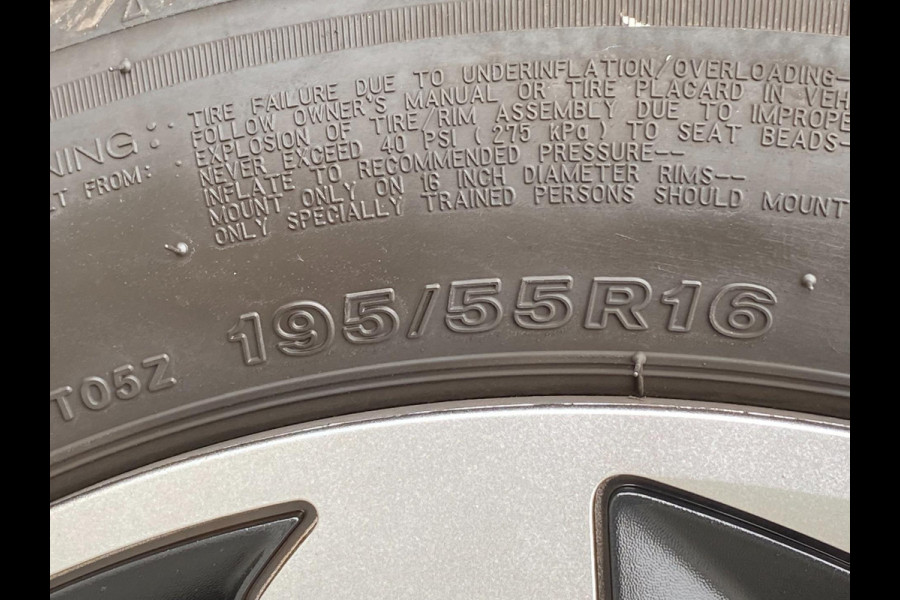 TIRE FAILURE DUE TO UNDERINFLATION/OVERLOADING-
NING: FOLLOW OWNER'S MANUAL OR TIRE PLACARD IN VEH
EXPLOSION OF TIRE/RIM ASSEMBLY DUE TO IMPROPE
FROM: NEVER EXCEED 40 PSI (275 KPa) TO SEAT BEADS-
INFLATE TO RECOMMENDED PRESSURE--
MOUNT ONLY ON 16 INCH DIAMETER RIMS--
ONLY SPECIALLY TRAINED PERSONS SHOULD MOUNT
195/55R16
T05Z